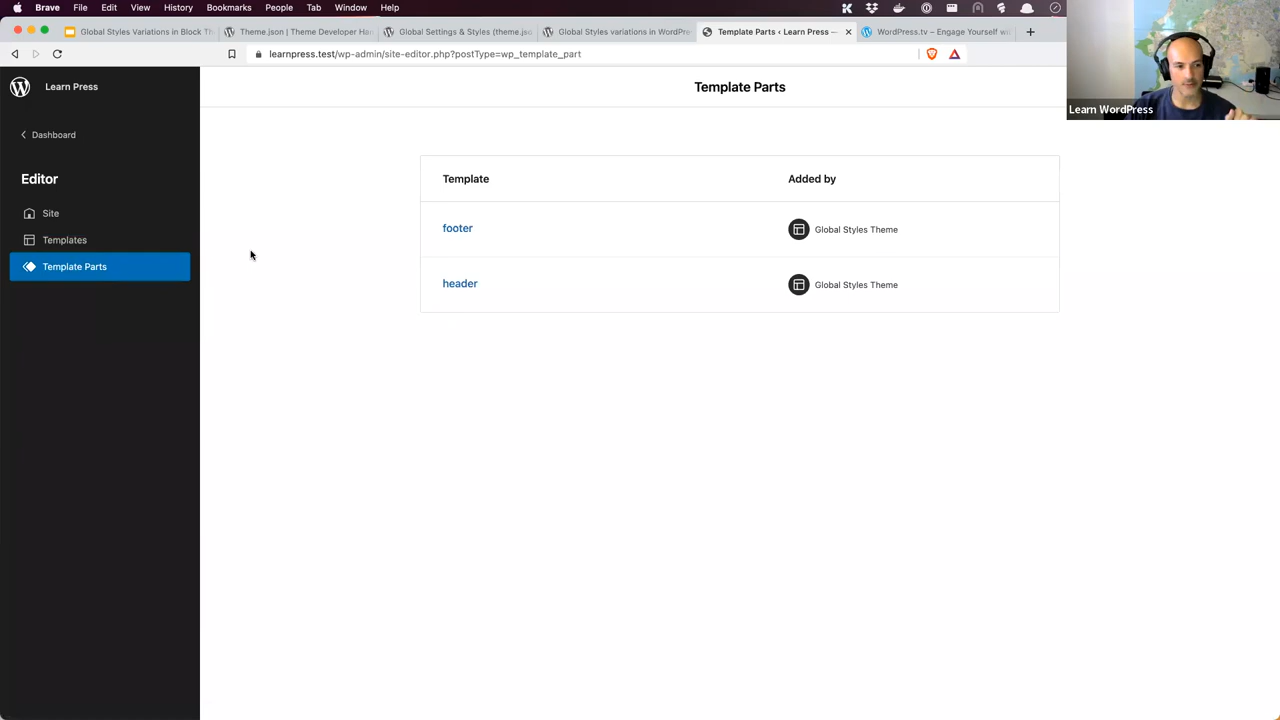 Brave File Edit View History Bookmarks People Tab Window Help
Global Styles Variations in Block Th
Theme.json | Theme Developer Han
Global Settings & Styles (theme.jso
Global Styles variations in WordPre
Template Parts ‹ Learn Press —
WordPress.tv – Engage Yourself wi
learnpress.test/wp-admin/site-editor.php?postType=wp_template_part
Learn Press
Template Parts
Learn WordPress
Dashboard
Editor
Site
Templates
Template Parts
Template Added by
footer Global Styles Theme
header Global Styles Theme